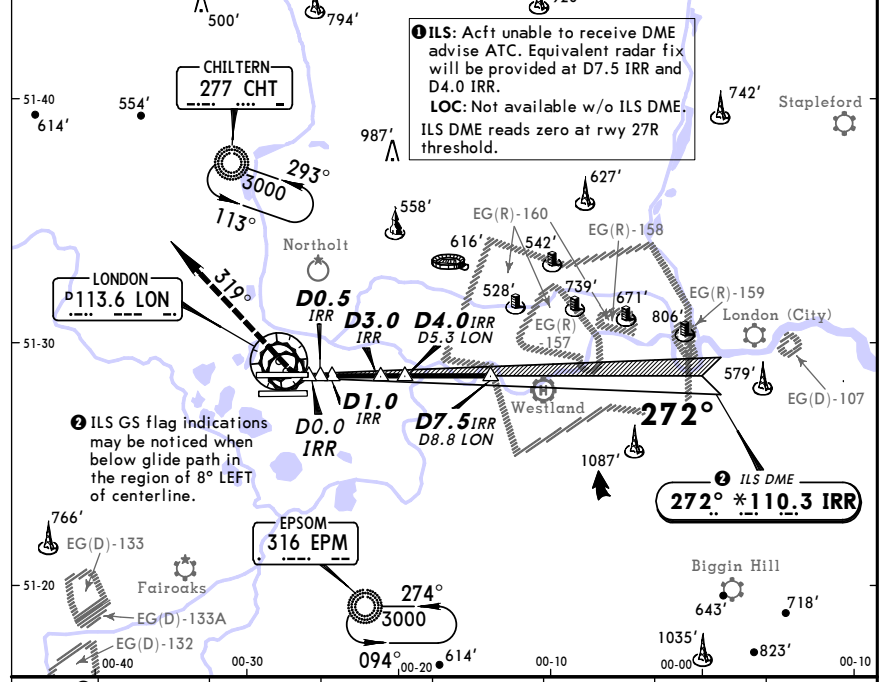 500'
794'
❶ILS: Acft unable to receive DME
advise ATC. Equivalent radar fix
will be provided at D7.5 IRR and
D4.0 IRR.
LOC: Not available w/o ILS DME.
ILS DME reads zero at rwy 27R
threshold.
CHILTERN
277 CHT
51-40
614'
554'
987'
742'
Stapleford
293°
3000
113°
627'
558'
EG(R)-160
EG(R)-158
Northolt
616'
542'
LONDON
D 113.6 LON
319°
D0.5
IRR
528'
739'
671'
EG(R)-159
806'
London (City)
D3.0
IRR
D4.0 IRR
D5.3 LON
EG(R)
-157
51-30
579'
EG(D)-107
D1.0
IRR
Westland
272°
D0.0
IRR
D7.5 IRR
D8.8 LON
❷ ILS GS flag indications
may be noticed when
below glide path in
the region of 8° LEFT
of centerline.
1087'
❷ ILS DME
272° *110.3 IRR
766'
EG(D)-133
EPSOM
316 EPM
51-20
Fairoaks
274°
3000
Biggin Hill
643'
718'
EG(D)-133A
EG(D)-132
094°
614'
1035'
823'
00-40
00-30
00-20
00-10
00-00
00-10